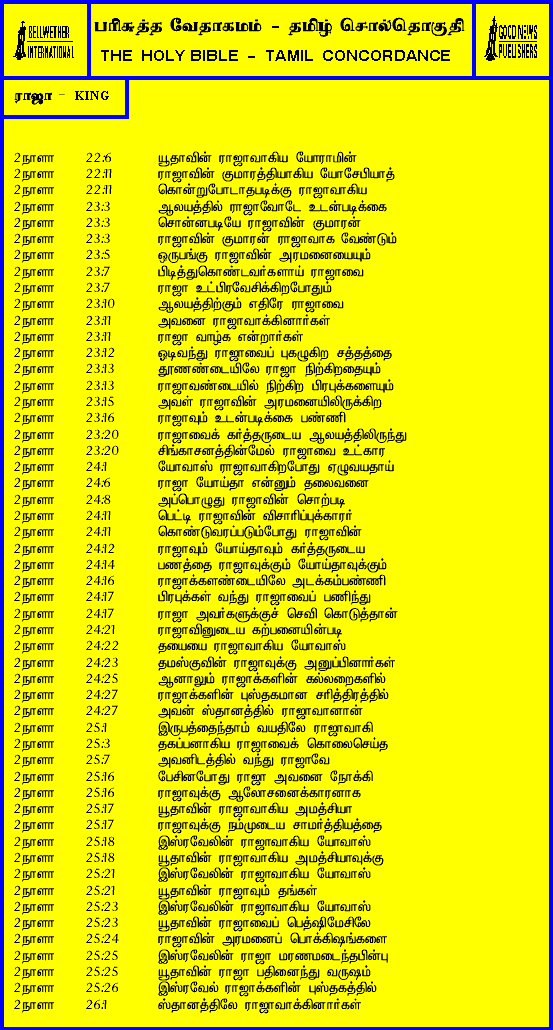 BELLWETHER
INTERNATIONAL
பரிசுத்த வேதாகமம் - தமிழ் சொல்தொகுதி
THE HOLY BIBLE - TAMIL CONCORDANCE
GOOD NEWS
PUBLISHERS
ராஜா - KING
2நாளா 22:6 யூதாவின் ராஜாவாகிய யோராமின்
2நாளா 22:11 ராஜாவின் குமாரத்தியாகிய யோசேபியாத்
2நாளா 22:11 கொன்றுபோடாதபடிக்கு ராஜாவாகிய
2நாளா 23:3 ஆலயத்தில் ராஜாவோடே உடன்படிக்கை
2நாளா 23:3 சொன்னபடியே ராஜாவின் குமாரன்
2நாளா 23:3 ராஜாவின் குமாரன் ராஜாவாக வேண்டும்
2நாளா 23:5 ஒருபங்கு ராஜாவின் அரமனையையும்
2நாளா 23:7 பிடித்துகொண்டவர்களாய் ராஜாவை
2நாளா 23:7 ராஜா உட்பிரவேசிக்கிறபோதும்
2நாளா 23:10 ஆலயத்திற்கும் எதிரே ராஜாவை
2நாளா 23:11 அவனை ராஜாவாக்கினார்கள்
2நாளா 23:11 ராஜா வாழ்க என்றார்கள்
2நாளா 23:12 ஓடிவந்து ராஜாவைப் புகழுகிற சத்தத்தை
2நாளா 23:13 தூணண்டையிலே ராஜா நிற்கிறதையும்
2நாளா 23:13 ராஜாவண்டையில் நிற்கிற பிரபுக்களையும்
2நாளா 23:15 அவள் ராஜாவின் அரமனையிலிருக்கிற
2நாளா 23:16 ராஜாவும் உடன்படிக்கை பண்ணி
2நாளா 23:20 ராஜாவைக் கர்த்தருடைய ஆலயத்திலிருந்து
2நாளா 23:20 சிங்காசனத்தின்மேல் ராஜாவை உட்கார
2நாளா 24:1 யோவாஸ் ராஜாவாகிறபோது ஏழுவயதாய்
2நாளா 24:6 ராஜா யோய்தா என்னும் தலைவனை
2நாளா 24:8 அப்பொழுது ராஜாவின் சொற்படி
2நாளா 24:11 பெட்டி ராஜாவின் விசாரிப்புக்காரர்
2நாளா 24:11 கொண்டுவரப்படும்போது ராஜாவின்
2நாளா 24:12 ராஜாவும் யோய்தாவும் கர்த்தருடைய
2நாளா 24:14 பணத்தை ராஜாவுக்கும் யோய்தாவுக்கும்
2நாளா 24:16 ராஜாக்களண்டையிலே அடக்கம்பண்ணி
2நாளா 24:17 பிரபுக்கள் வந்து ராஜாவைப் பணிந்து
2நாளா 24:17 ராஜா அவர்களுக்குச் செவி கொடுத்தான்
2நாளா 24:21 ராஜாவினுடைய கற்பனையின்படி
2நாளா 24:22 தயையை ராஜாவாகிய யோவாஸ்
2நாளா 24:23 தமஸ்குவின் ராஜாவுக்கு அனுப்பினார்கள்
2நாளா 24:25 ஆனாலும் ராஜாக்களின் கல்லறைகளில்
2நாளா 24:27 ராஜாக்களின் புஸ்தகமான சரித்திரத்தில்
2நாளா 24:27 அவன் ஸ்தானத்தில் ராஜாவானான்
2நாளா 25:1 இருபத்தைந்தாம் வயதிலே ராஜாவாகி
2நாளா 25:3 தகப்பனாகிய ராஜாவைக் கொலைசெய்த
2நாளா 25:7 அவனிடத்தில் வந்து ராஜாவே
2நாளா 25:16 பேசினபோது ராஜா அவனை நோக்கி
2நாளா 25:16 ராஜாவுக்கு ஆலோசனைக்காரனாக
2நாளா 25:17 யூதாவின் ராஜாவாகிய அமத்சியா
2நாளா 25:17 ராஜாவுக்கு நம்முடைய சாமர்த்தியத்தை
2நாளா 25:18 இஸ்ரவேலின் ராஜாவாகிய யோவாஸ்
2நாளா 25:18 யூதாவின் ராஜாவாகிய அமத்சியாவுக்கு
2நாளா 25:21 இஸ்ரவேலின் ராஜாவாகிய யோவாஸ்
2நாளா 25:21 யூதாவின் ராஜாவும் தங்கள்
2நாளா 25:23 இஸ்ரவேலின் ராஜாவாகிய யோவாஸ்
2நாளா 25:23 யூதாவின் ராஜாவைப் பெத்ஷிமேசிலே
2நாளா 25:24 ராஜாவின் அரமனைப் பொக்கிஷங்களை
2நாளா 25:25 இஸ்ரவேலின் ராஜா மரணமடைந்தபின்பு
2நாளா 25:25 யூதாவின் ராஜா பதினைந்து வருஷம்
2நாளா 25:26 இஸ்ரவேல் ராஜாக்களின் புஸ்தகத்தில்
2நாளா 26:1 ஸ்தானத்திலே ராஜாவாக்கினார்கள்